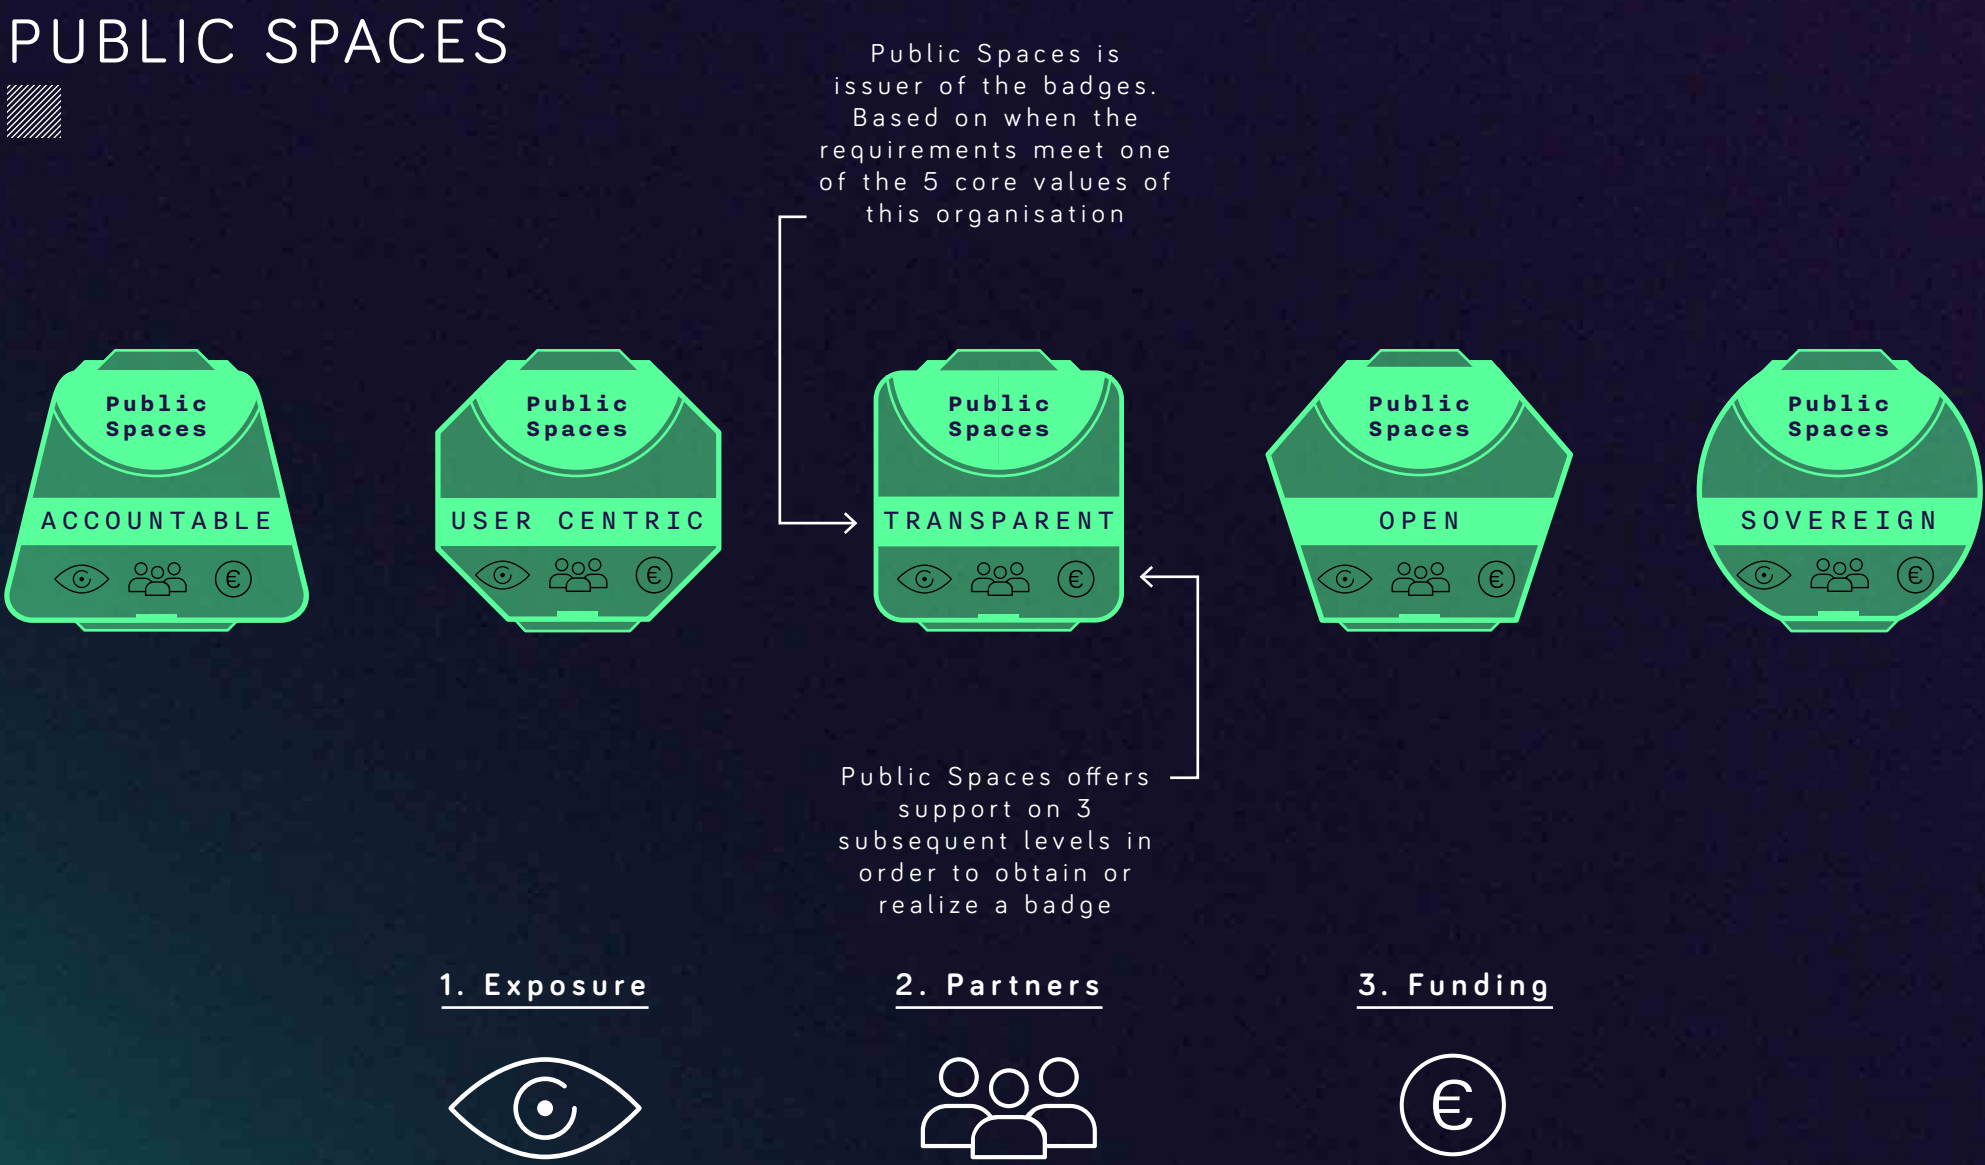 PUBLIC SPACES
Public Spaces is
issuer of the badges.
Based on when the
requirements meet one
of the 5 core values of
this organisation
Public
Spaces
ACCOUNTABLE
€
Public
Spaces
USER CENTRIC
€
Public
Spaces
TRANSPARENT
€
Public
Spaces
OPEN
€
Public
Spaces
SOVEREIGN
€
Public Spaces offers
support on 3
subsequent levels in
order to obtain or
realize a badge
1. Exposure
2. Partners
3. Funding
€